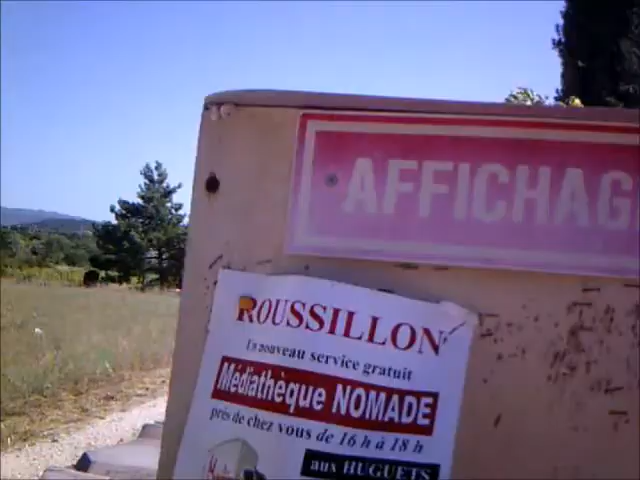 AFFICHAG
ROUSSILLON
Un nouveau service gratuit
Médiathèque NOMADE
près de chez vous de 16 h à 18 h
aux HUGUETS